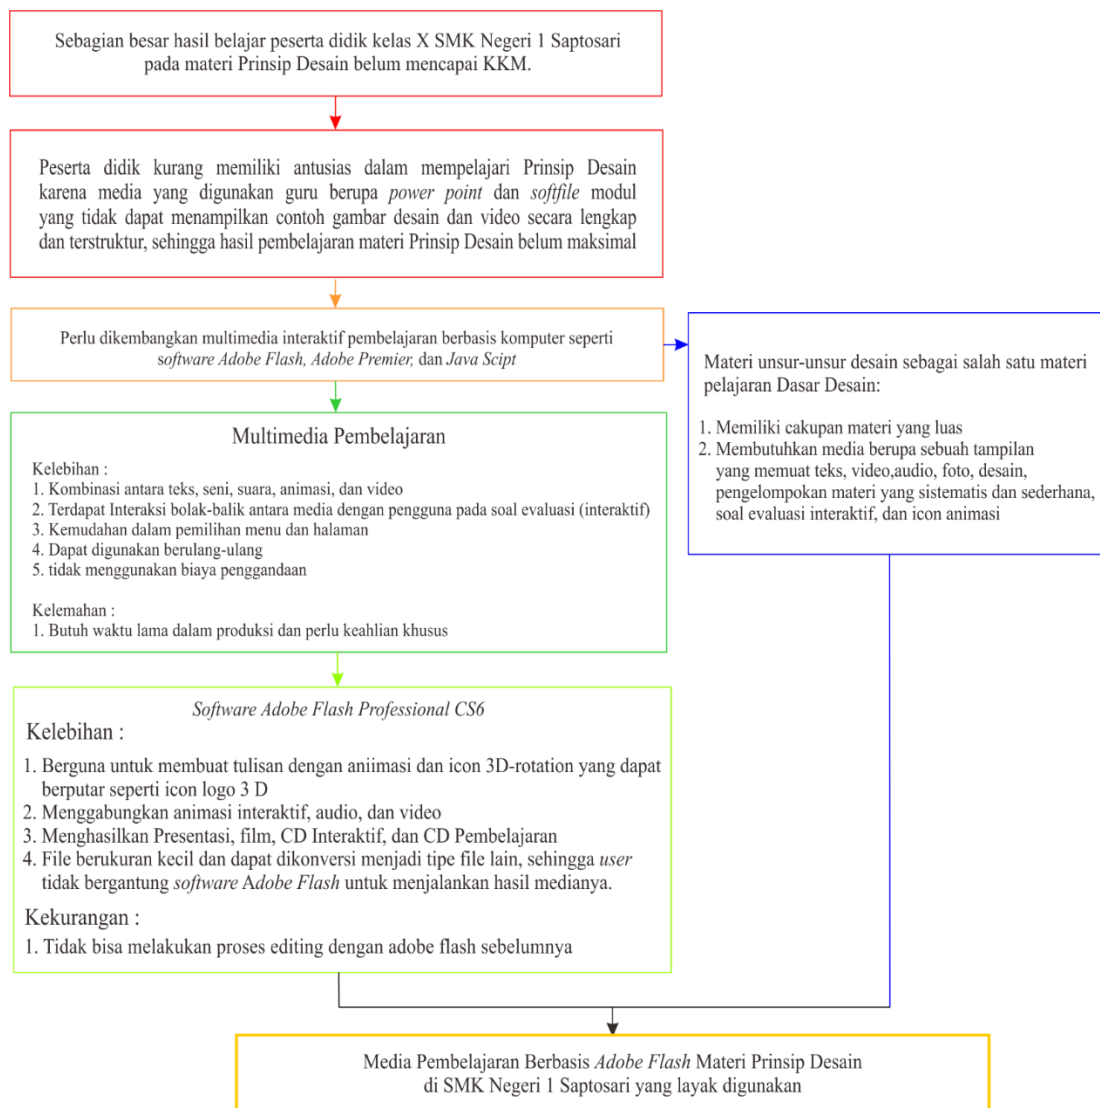 Sebagian besar hasil belajar peserta didik kelas X SMK Negeri 1 Saptosari
pada materi Prinsip Desain belum mencapai KKM.
Peserta didik kurang memiliki antusias dalam mempelajari Prinsip Desain
karena media yang digunakan guru berupa power point dan softfile modul
yang tidak dapat menampilkan contoh gambar desain dan video secara lengkap
dan terstruktur, sehingga hasil pembelajaran materi Prinsip Desain belum maksimal
Perlu dikembangkan multimedia interaktif pembelajaran berbasis komputer seperti
software Adobe Flash, Adobe Premier, dan Java Scipt
Materi unsur-unsur desain sebagai salah satu materi
pelajaran Dasar Desain:
1. Memiliki cakupan materi yang luas
2. Membutuhkan media berupa sebuah tampilan
yang memuat teks, video,audio, foto, desain,
pengelompokan materi yang sistematis dan sederhana,
soal evaluasi interaktif, dan icon animasi
Multimedia Pembelajaran
Kelebihan :
1. Kombinasi antara teks, seni, suara, animasi, dan video
2. Terdapat Interaksi bolak-balik antara media dengan pengguna pada soal evaluasi (interaktif)
3. Kemudahan dalam pemilihan menu dan halaman
4. Dapat digunakan berulang-ulang
5. tidak menggunakan biaya penggandaan
Kelemahan :
1. Butuh waktu lama dalam produksi dan perlu keahlian khusus
Software Adobe Flash Professional CS6
Kelebihan :
1. Berguna untuk membuat tulisan dengan aniimasi dan icon 3D-rotation yang dapat
berputar seperti icon logo 3 D
2. Menggabungkan animasi interaktif, audio, dan video
3. Menghasilkan Presentasi, film, CD Interaktif, dan CD Pembelajaran
4. File berukuran kecil dan dapat dikonversi menjadi tipe file lain, sehingga user
tidak bergantung software Adobe Flash untuk menjalankan hasil medianya.
Kekurangan :
1. Tidak bisa melakukan proses editing dengan adobe flash sebelumnya
Media Pembelajaran Berbasis Adobe Flash Materi Prinsip Desain
di SMK Negeri 1 Saptosari yang layak digunakan